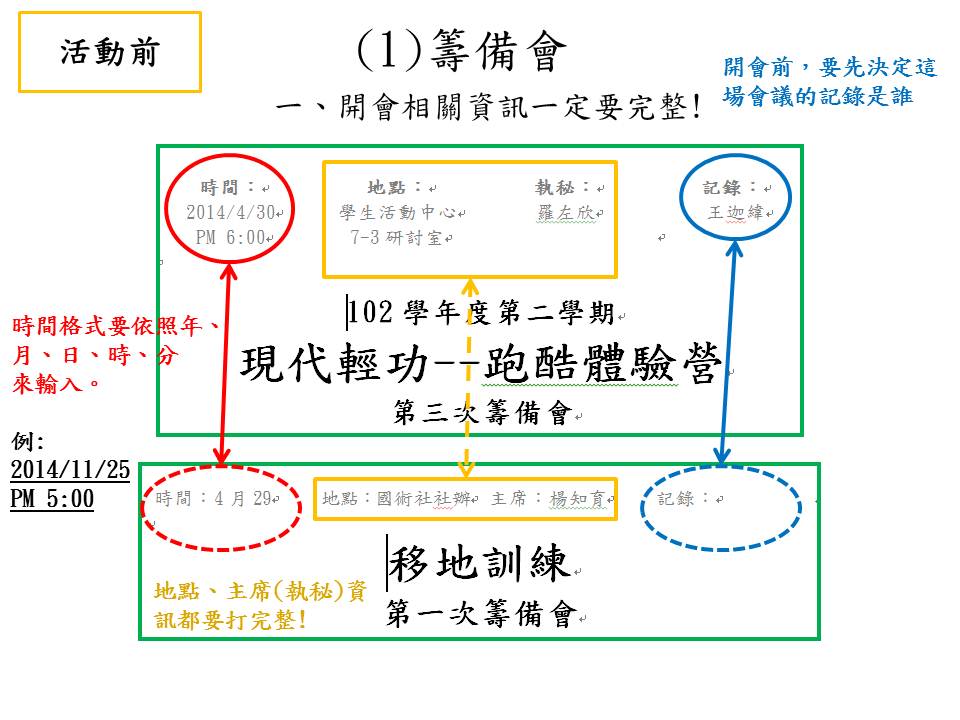 活動前
(1)籌備會
一、開會相關資訊一定要完整!
開會前，要先決定這
場會議的記錄是誰
時間：
2014/4/30
PM 6:00
地點：
學生活動中心
7-3 研討室
執秘：
羅左欣
記錄：
王迦緯
102 學年度第二學期
現代輕功--跑酷體驗營
第三次籌備會
時間格式要依照年、
月、日、時、分
來輸入。
例:
2014/11/25
PM 5:00
時間：4 月 29
地點：國術社社辦 主席：楊知育
記錄：
移地訓練
第一次籌備會
地點、主席(執秘)資
訊都要打完整!